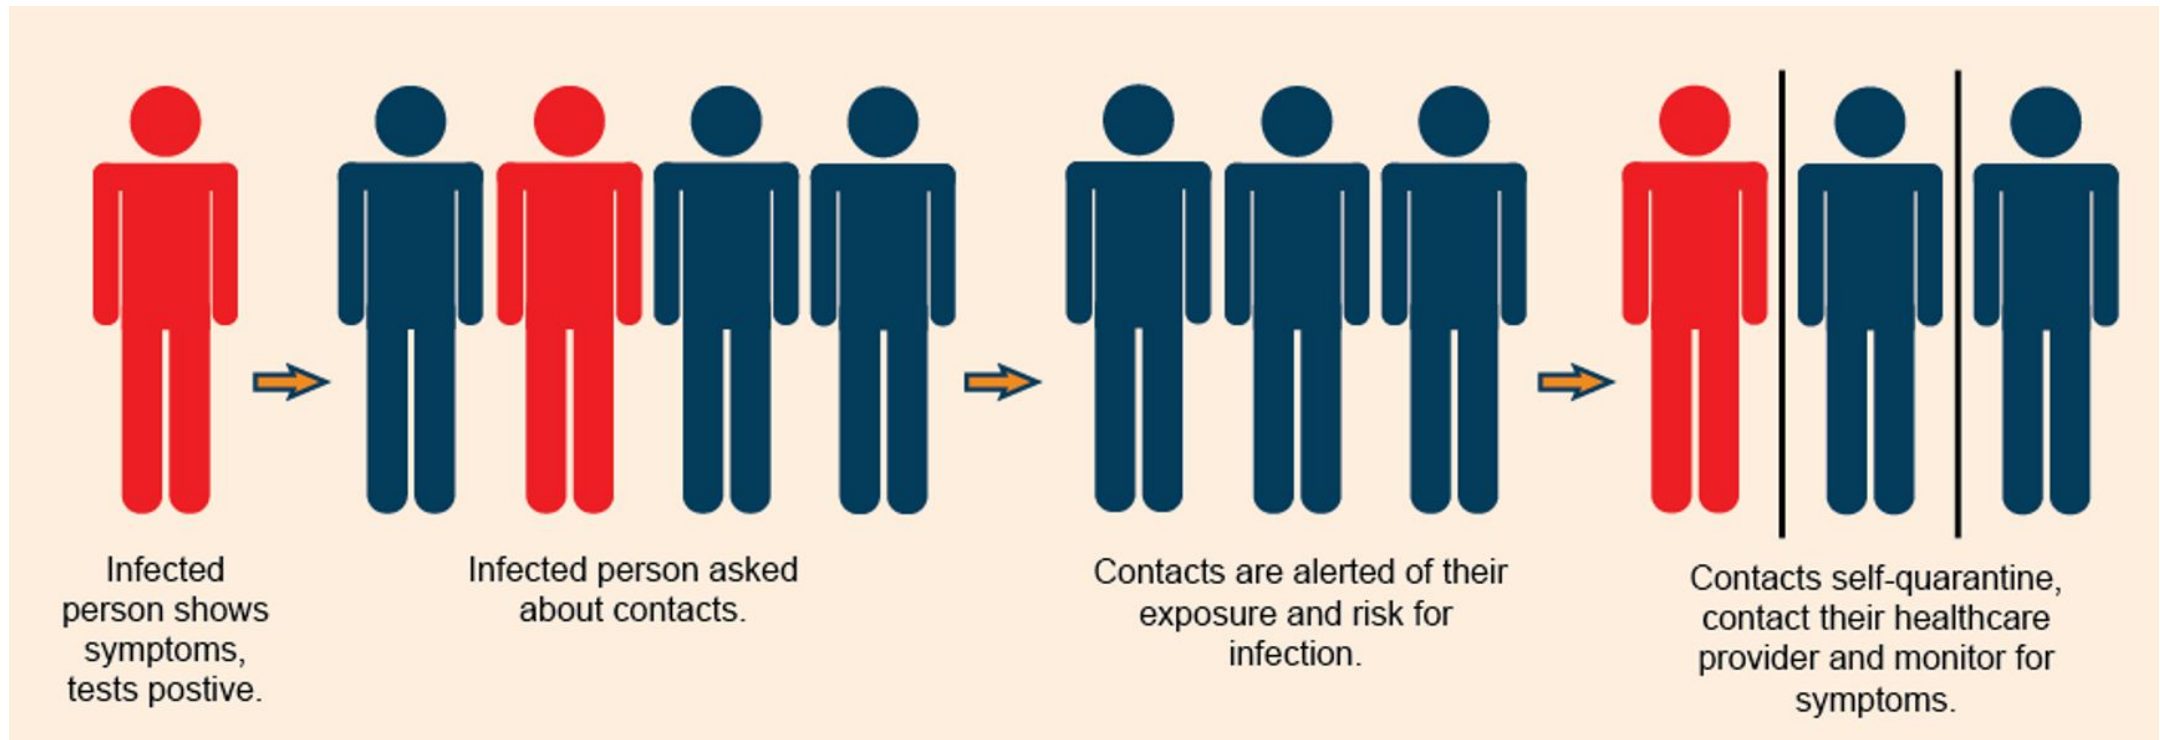 Infected
person shows
symptoms,
tests postive.
Infected person asked
about contacts.
Contacts are alerted of their
exposure and risk for
infection.
Contacts self-quarantine,
contact their healthcare
provider and monitor for
symptoms.